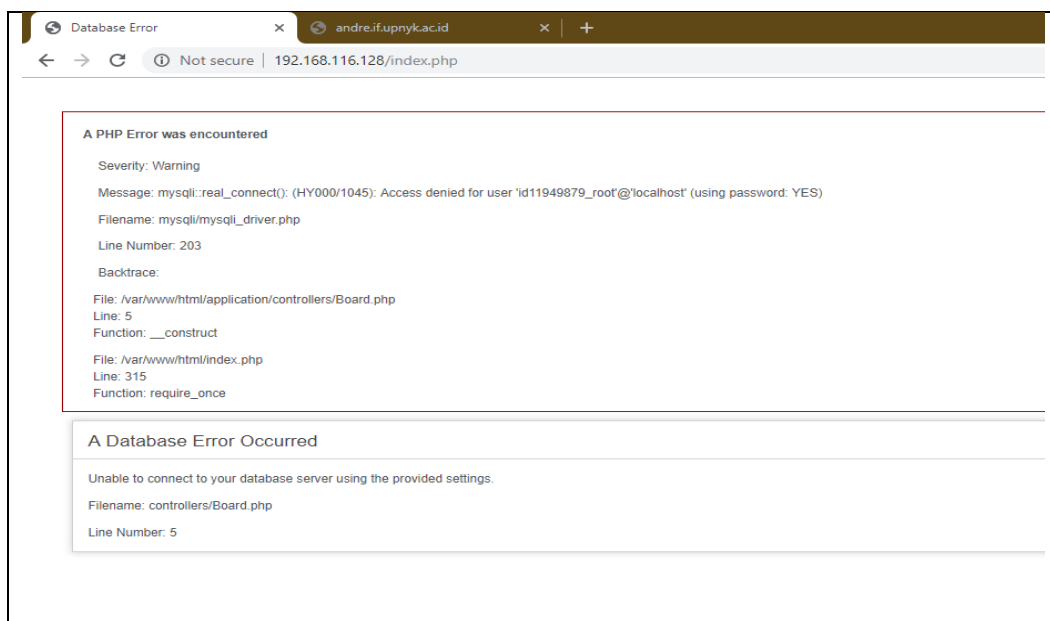 Database Error
andre.if.upnyk.ac.id
Not secure | 192.168.116.128/index.php
A PHP Error was encountered
Severity: Warning
Message: mysqli::real_connect(): (HY000/1045): Access denied for user 'id11949879_root'@'localhost' (using password: YES)
Filename: mysqli/mysqli_driver.php
Line Number: 203
Backtrace:
File: /var/www/html/application/controllers/Board.php
Line: 5
Function: __construct
File: /var/www/html/index.php
Line: 315
Function: require_once
A Database Error Occurred
Unable to connect to your database server using the provided settings.
Filename: controllers/Board.php
Line Number: 5